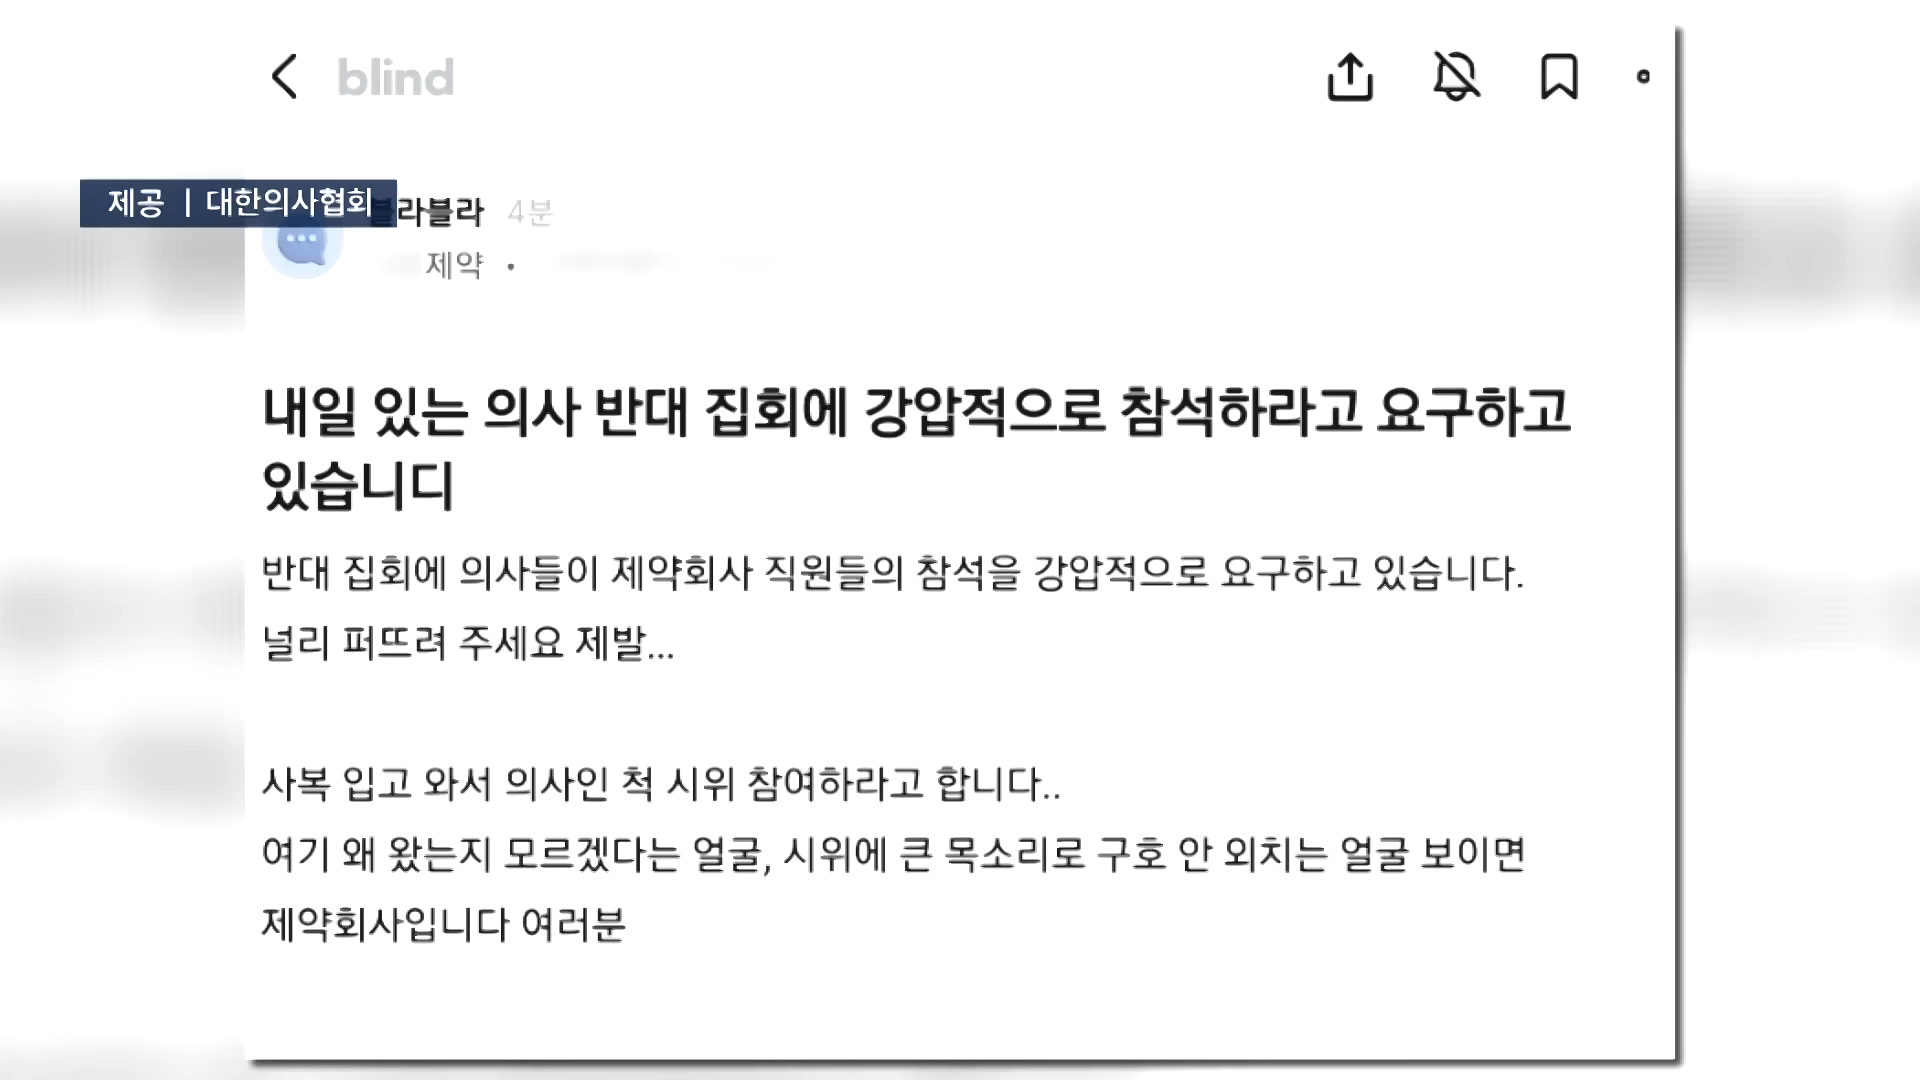 blind
제공 | 대한의사협회
블라블라 4분
제약 ·
내일 있는 의사 반대 집회에 강압적으로 참석하라고 요구하고
있습니디
반대 집회에 의사들이 제약회사 직원들의 참석을 강압적으로 요구하고 있습니다.
널리 퍼뜨려 주세요 제발...
사복 입고 와서 의사인 척 시위 참여하라고 합니다..
여기 왜 왔는지 모르겠다는 얼굴, 시위에 큰 목소리로 구호 안 외치는 얼굴 보이면
제약회사입니다 여러분